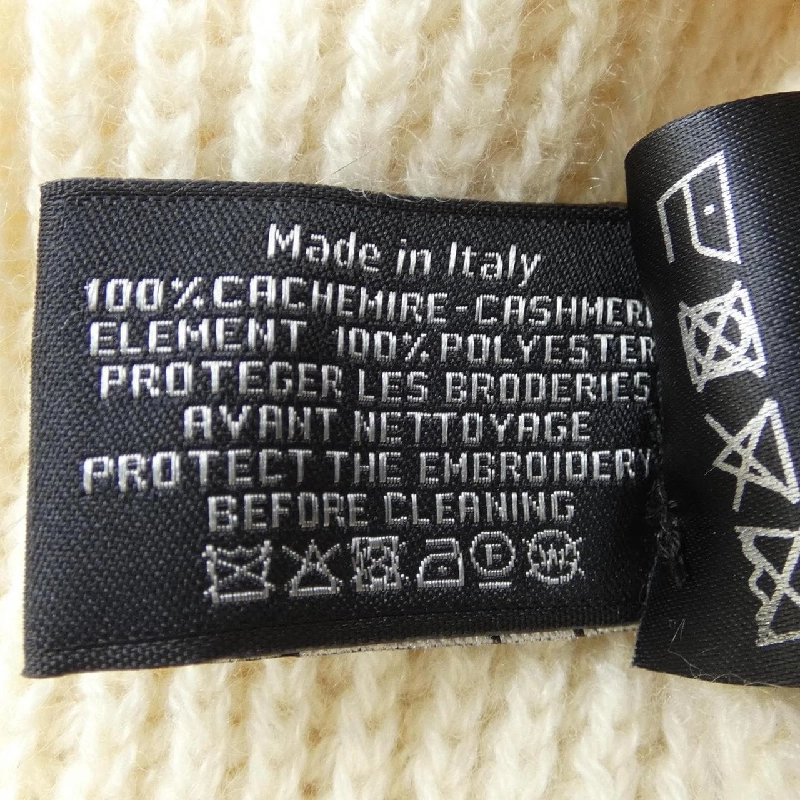 Made in Italy
100% CACHEMIRE-CASHMERE
ELEMENT 100% POLYESTER
PROTEGER LES BRODERIES
AVANT NETTOYAGE
PROTECT THE EMBROIDERY
BEFORE CLEANING
F W